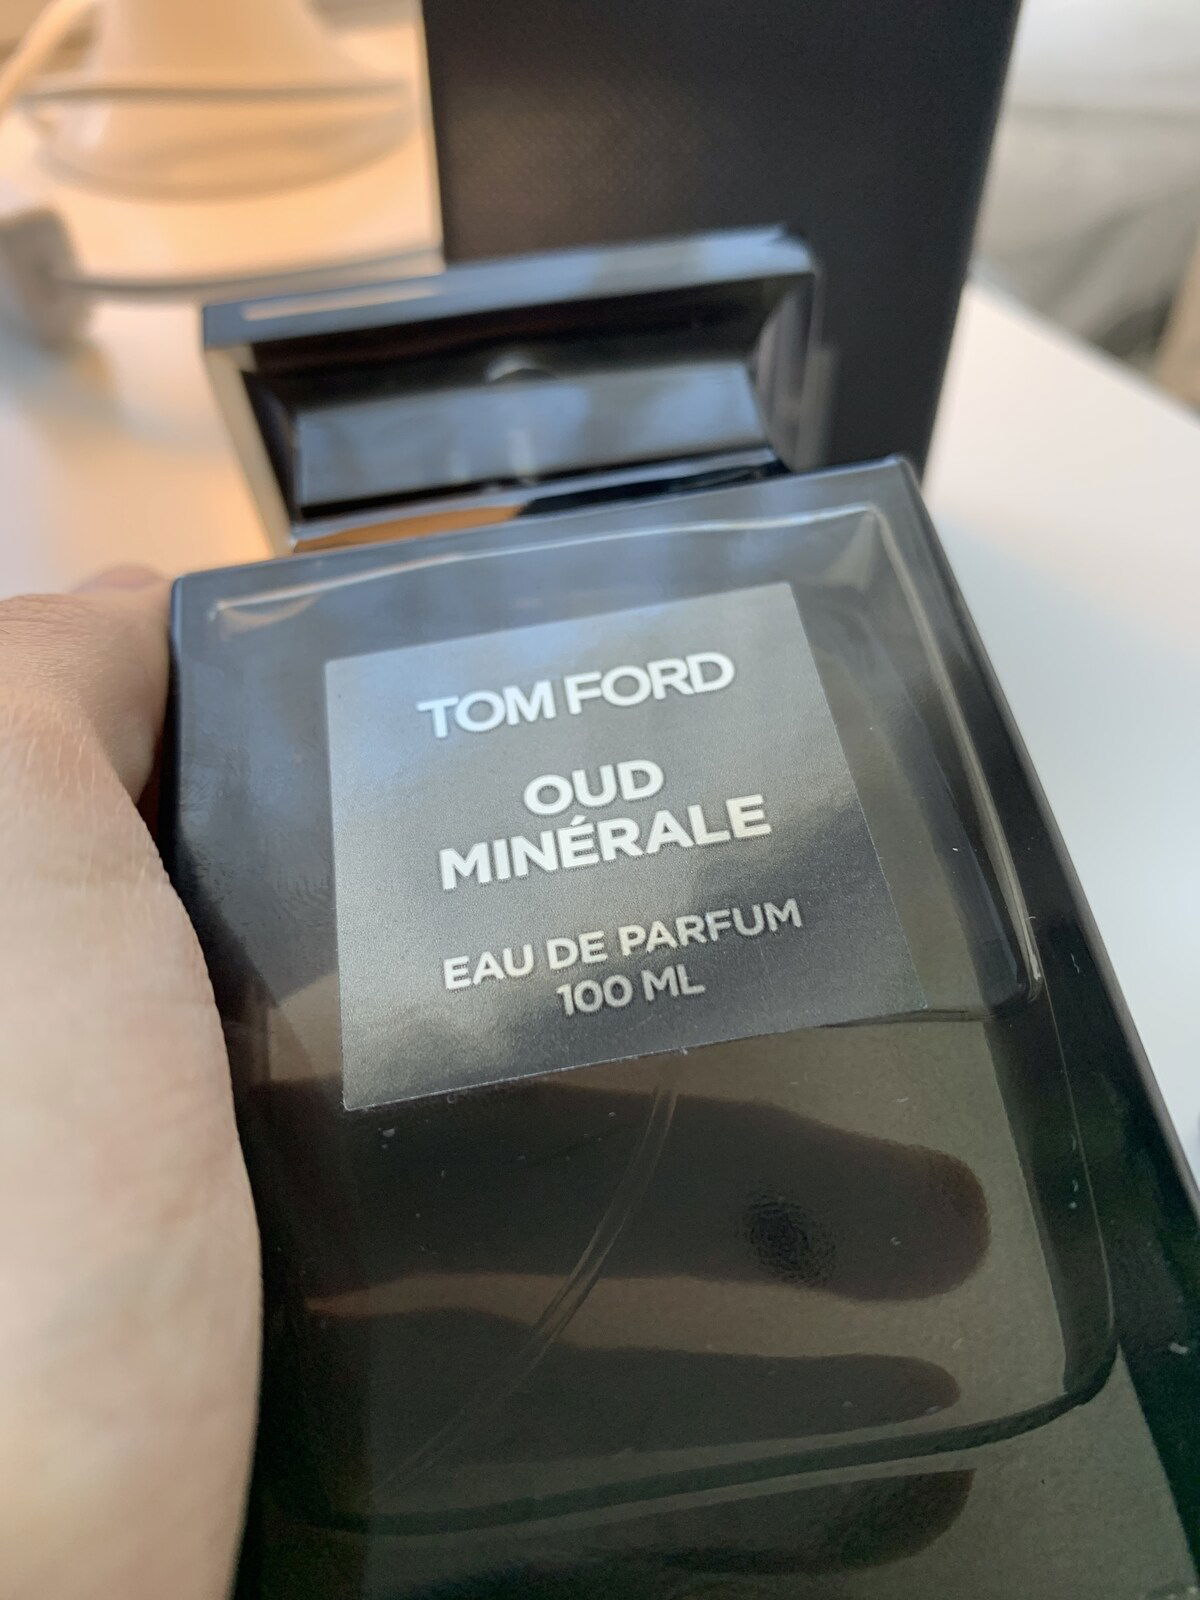 TOM FORD
OUD
MINÉRALE
EAU DE PARFUM
100 ML